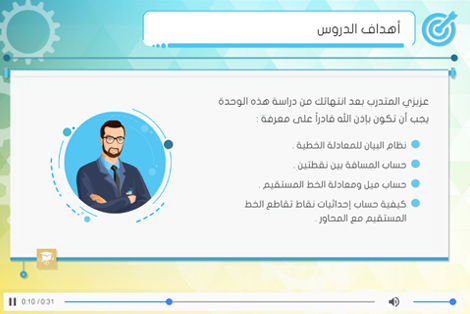 أهداف الدروس
عزيزي المتدرب بعد انتهائك من دراسة هذه الوحدة
يجب أن تكون بإذن الله قادراً على معرفة :
نظام البيان للمعادلة الخطية .
حساب المسافة بين نقطتين .
حساب ميل ومعادلة الخط المستقيم .
كيفية حساب إحداثيات نقاط تقاطع الخط
المستقيم مع المحاور .
0:10 / 0:31